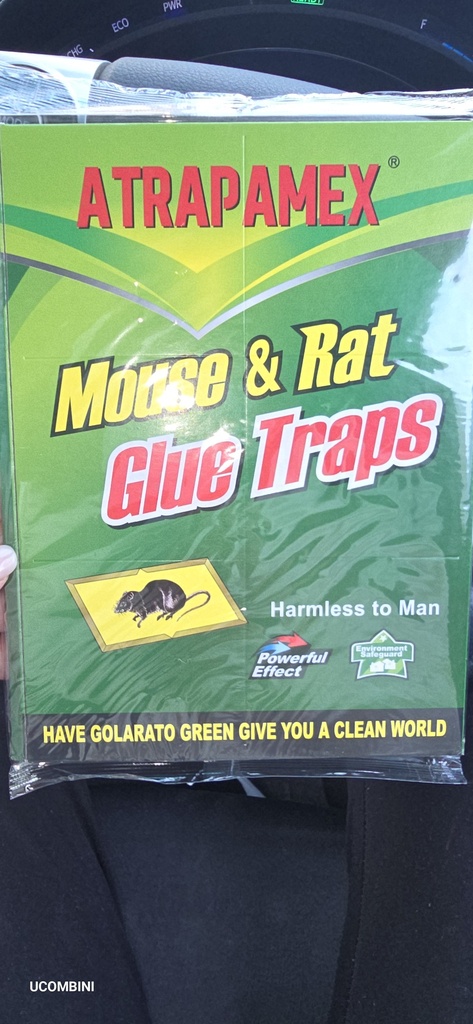 PWR
ECO
CHG
F
ATRAPAMEX®
Mouse & Rat
Glue Traps
Harmless to Man
Powerful
Effect
Environment
Safeguard
HAVE GOLARATO GREEN GIVE YOU A CLEAN WORLD
UCOMBINI